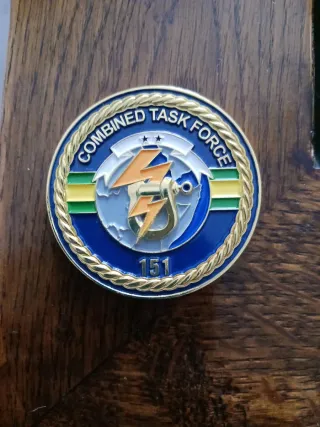 COMBINED TASK FORCE
151